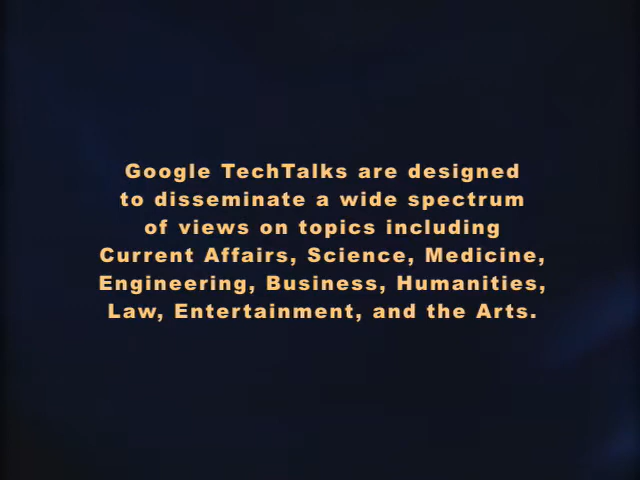 Google TechTalks are designed
to disseminate a wide spectrum
of views on topics including
Current Affairs, Science, Medicine,
Engineering, Business, Humanities,
Law, Entertainment, and the Arts.